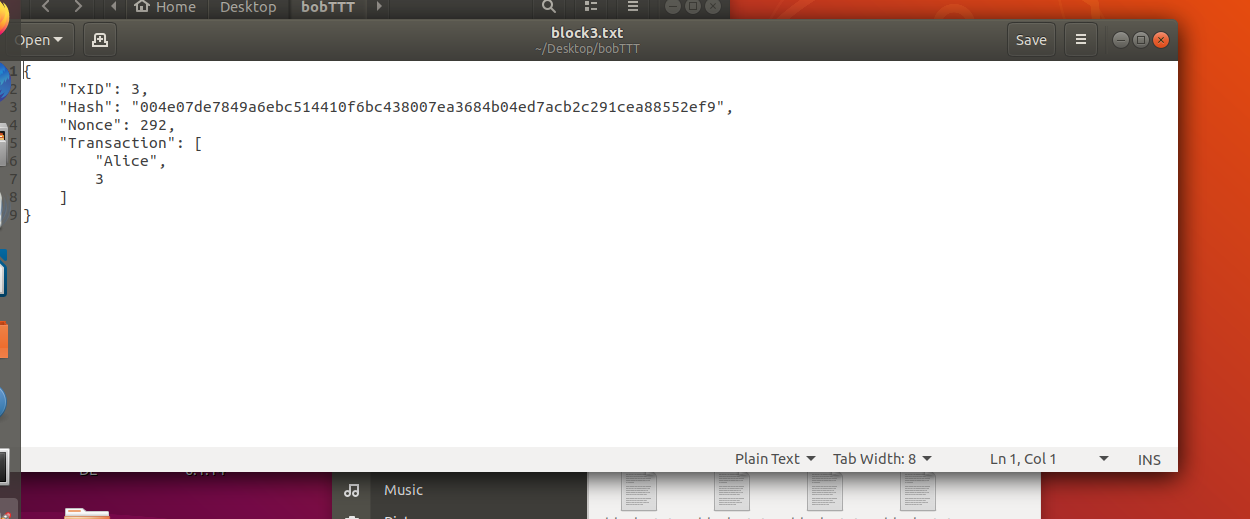 Home Desktop bobTTT
Open block3.txt Save
~/Desktop/bobTTT
1 {
2 "TxID": 3,
3 "Hash": "004e07de7849a6ebc514410f6bc438007ea3684b04ed7acb2c291cea88552ef9",
4 "Nonce": 292,
5 "Transaction": [
6 "Alice",
7 3
8 ]
9 }
Plain Text Tab Width: 8 Ln 1, Col 1 INS
Music